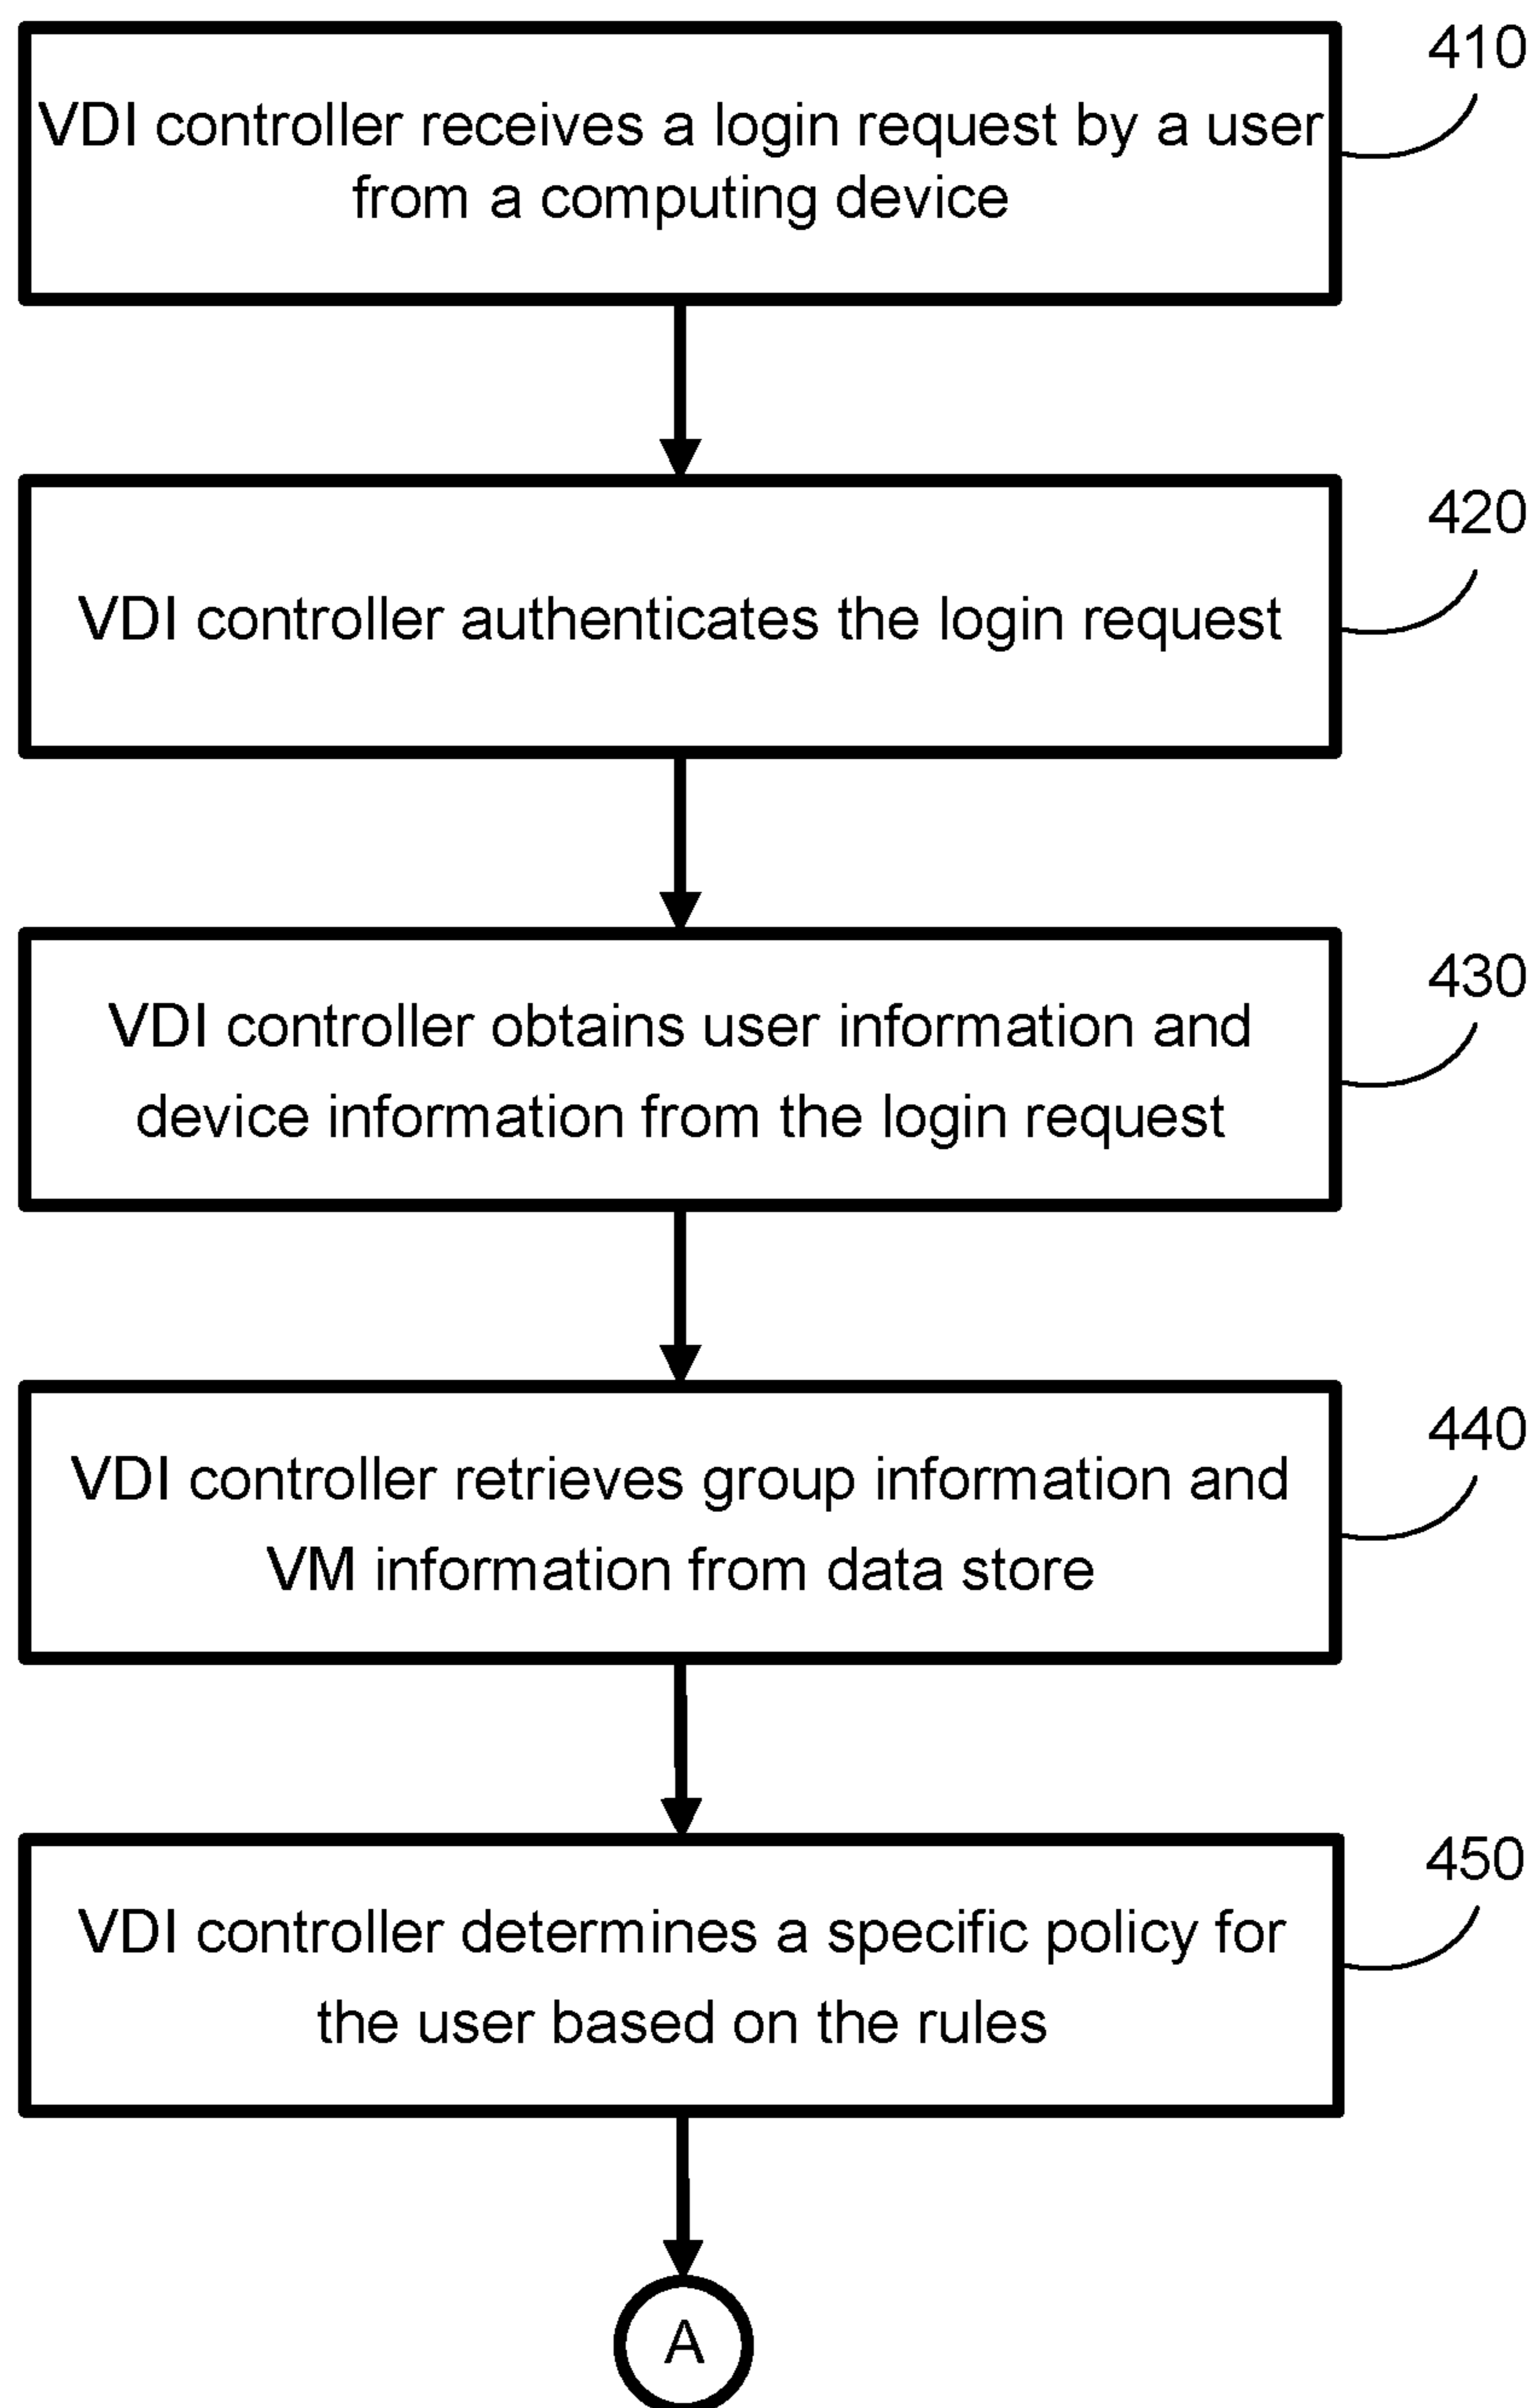 410
VDI controller receives a login request by a user
from a computing device
420
VDI controller authenticates the login request
430
VDI controller obtains user information and
device information from the login request
440
VDI controller retrieves group information and
VM information from data store
450
VDI controller determines a specific policy for
the user based on the rules
A